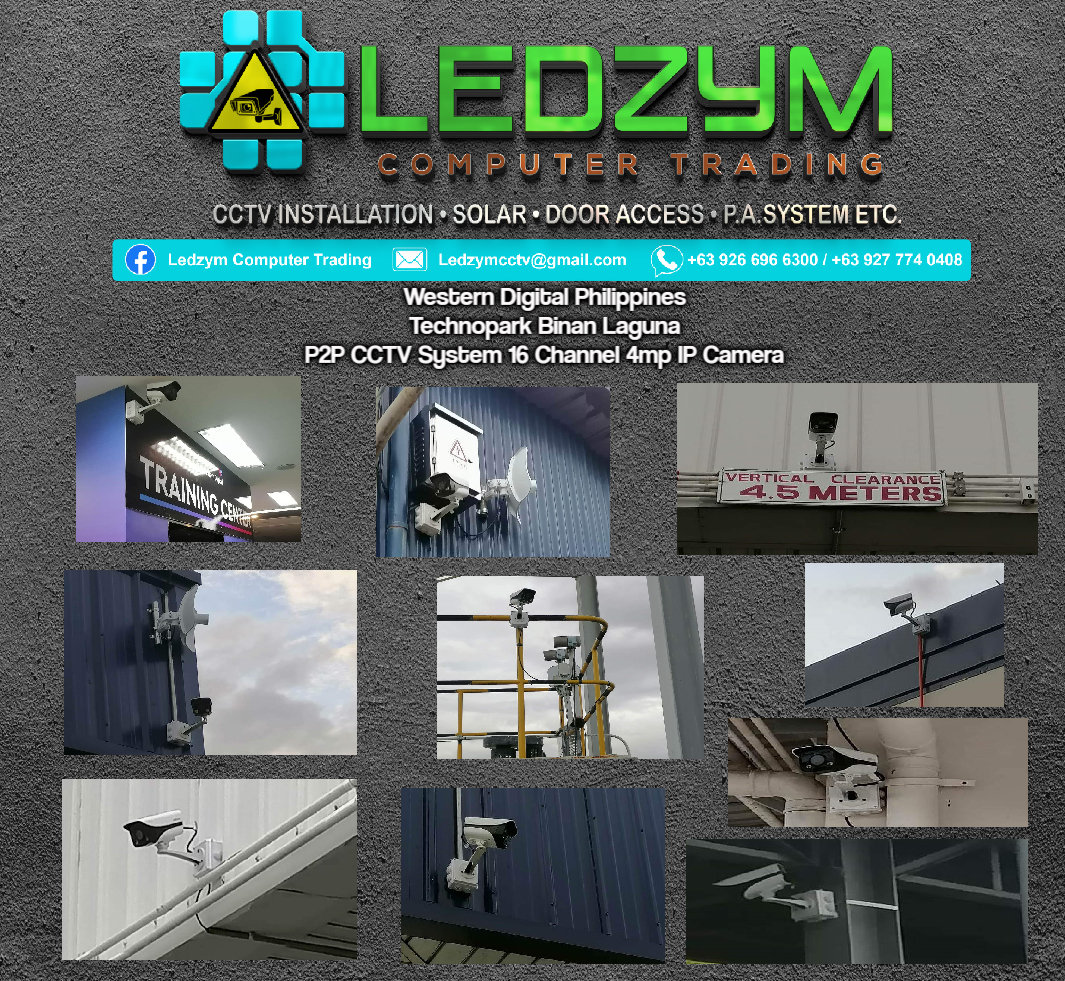 LEDZYM
COMPUTER TRADING
CCTV INSTALLATION • SOLAR • DOOR ACCESS • P.A.SYSTEM ETC.
Ledzym Computer Trading Ledzymcctv@gmail.com +63 926 696 6300 / +63 927 774 0408
Western Digital Philippines
Technopark Binan Laguna
P2P CCTV System 16 Channel 4mp IP Camera
TRAINING CENTER
VERTICAL CLEARANCE
4.5 METERS